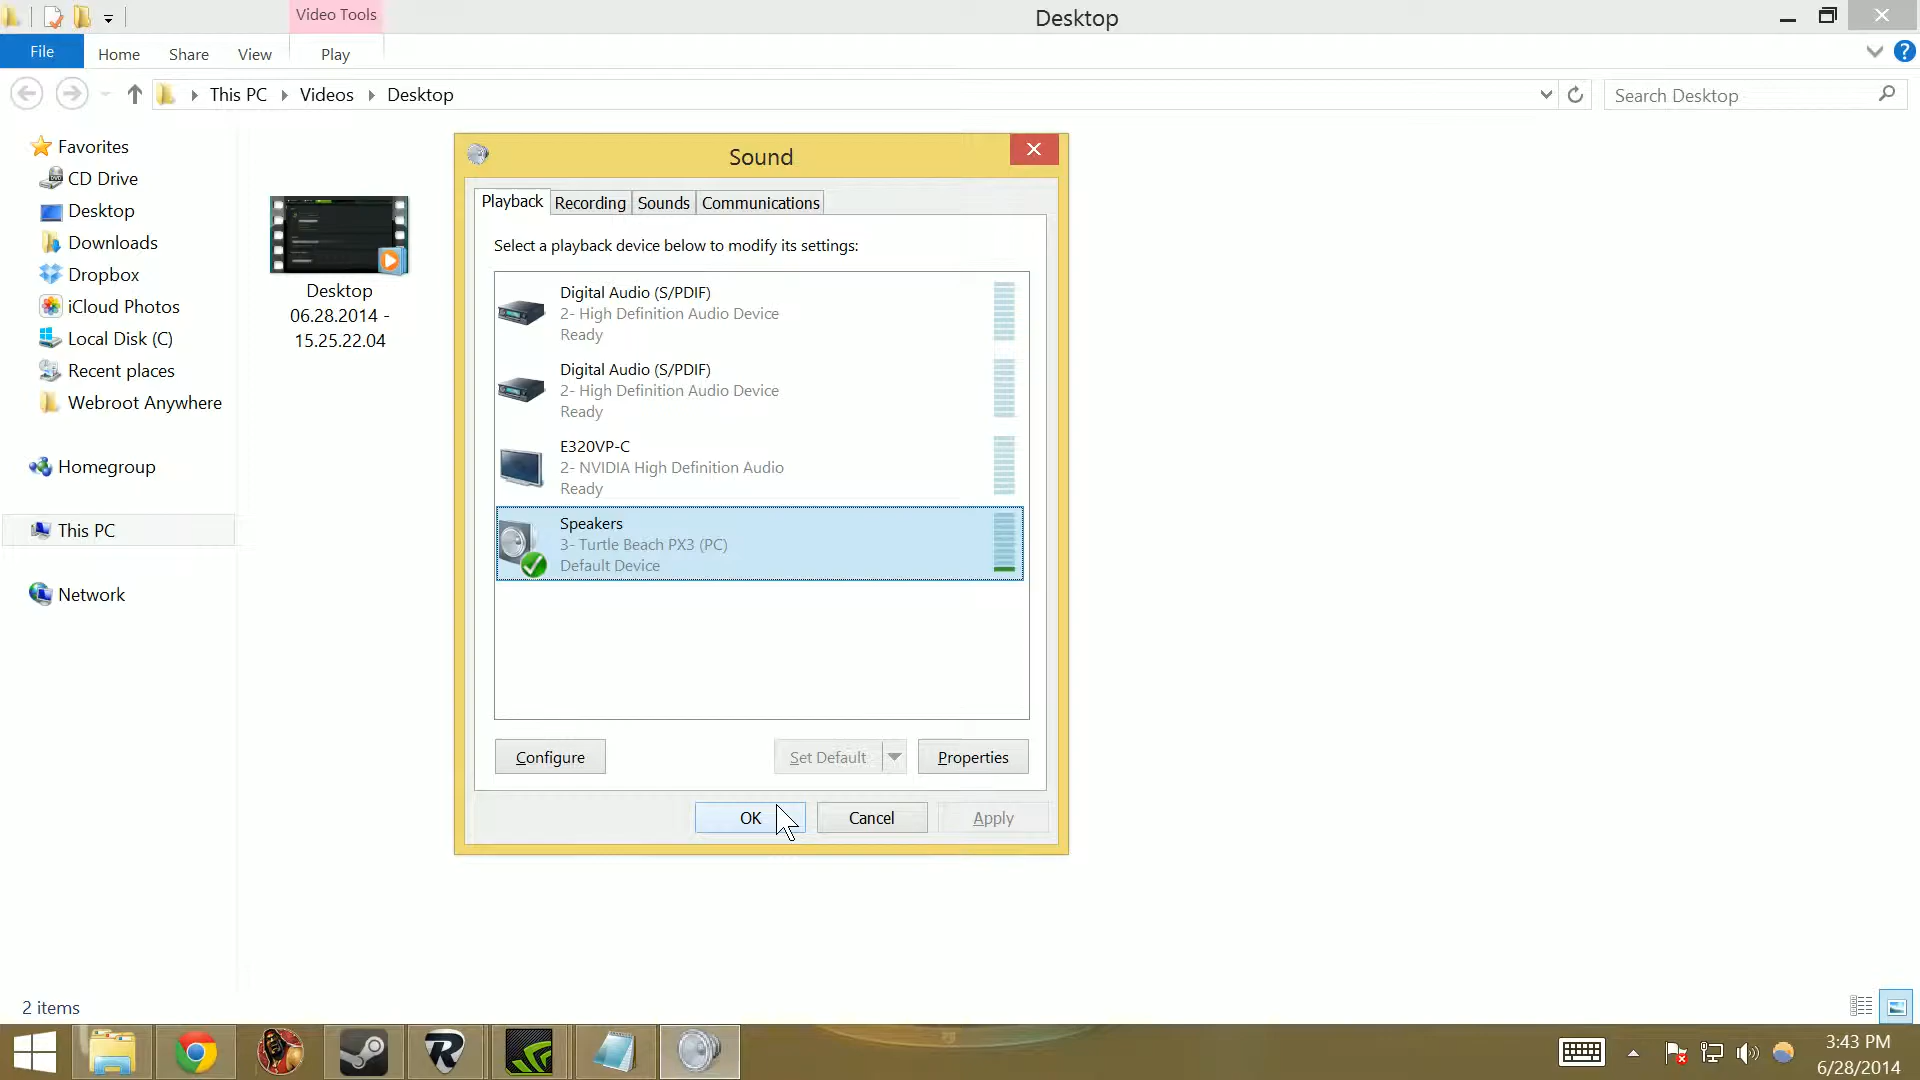 Video Tools
Desktop
File
Home
Share
View
Play
This PC
Videos
Desktop
Search Desktop
Favorites
CD Drive
Desktop
Downloads
Dropbox
iCloud Photos
Local Disk (C)
Recent places
Webroot Anywhere
Homegroup
This PC
Network
Desktop
06.28.2014 -
15.25.22.04
Sound
Playback
Recording
Sounds
Communications
Select a playback device below to modify its settings:
Digital Audio (S/PDIF)
2- High Definition Audio Device
Ready
Digital Audio (S/PDIF)
2- High Definition Audio Device
Ready
E320VP-C
2- NVIDIA High Definition Audio
Ready
Speakers
3- Turtle Beach PX3 (PC)
Default Device
Configure
Set Default
Properties
OK
Cancel
Apply
2 items
3:43 PM
6/28/2014